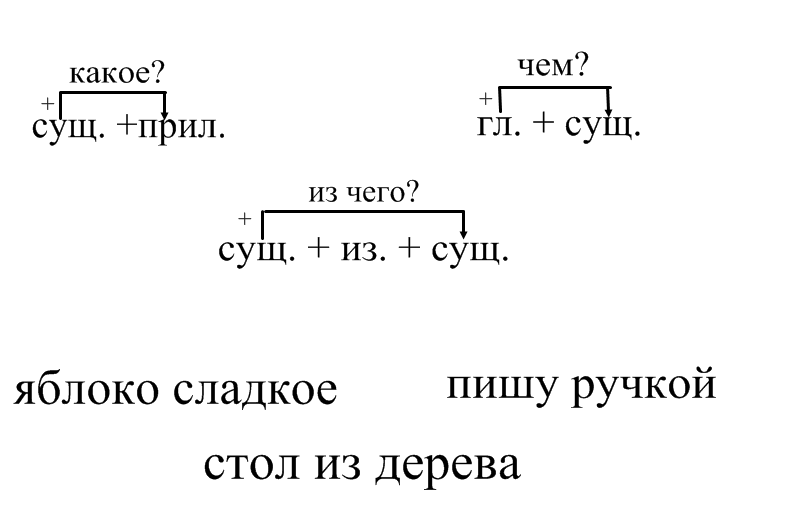 какое?
+
сущ. +прил.
чем?
+
гл. + сущ.
из чего?
+
сущ. + из. + сущ.
яблоко сладкое
пишу ручкой
стол из дерева